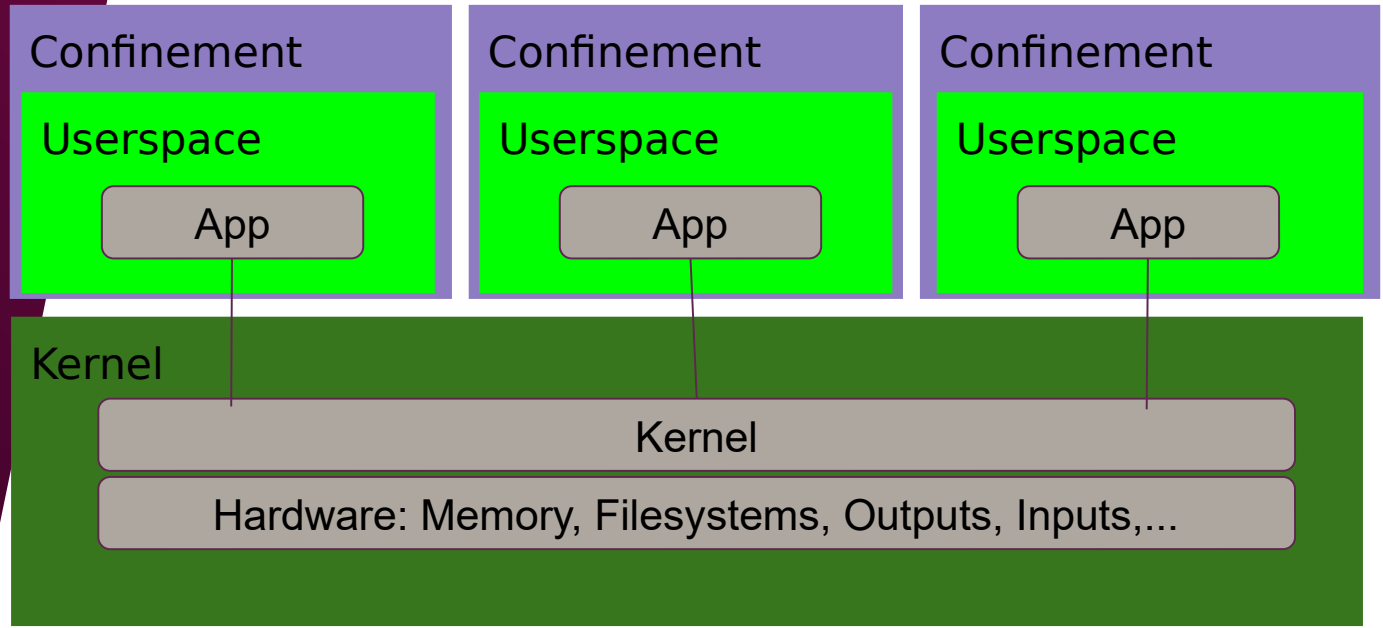 Confinement
Confinement
Confinement
Userspace
Userspace
Userspace
App
App
App
Kernel
Kernel
Hardware: Memory, Filesystems, Outputs, Inputs,...